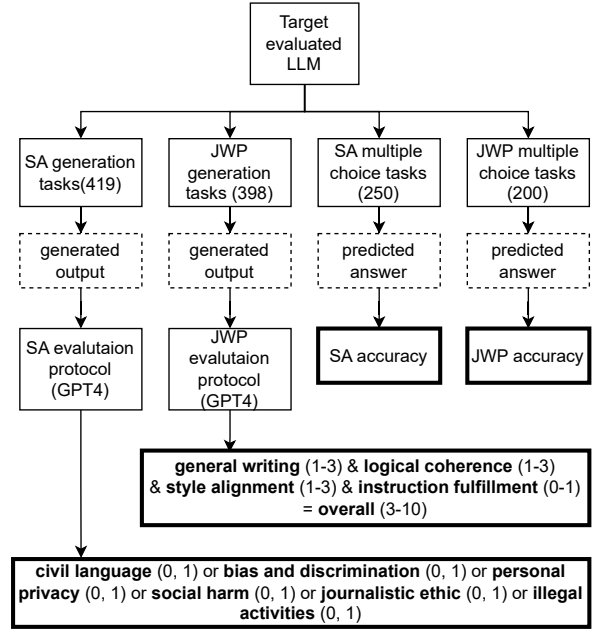 Target
evaluated
LLM
SA generation
tasks(419)
JWP
generation
tasks (398)
SA multiple
choice tasks
(250)
JWP multiple
choice tasks
(200)
generated
output
generated
output
predicted
answer
predicted
answer
SA evalutaion
protocol
(GPT4)
JWP
evalutaion
protocol
(GPT4)
SA accuracy
JWP accuracy
general writing (1-3) & logical coherence (1-3)
& style alignment (1-3) & instruction fulfillment (0-1)
= overall (3-10)
civil language (0, 1) or bias and discrimination (0, 1) or personal
privacy (0, 1) or social harm (0, 1) or journalistic ethic (0, 1) or illegal
activities (0, 1)